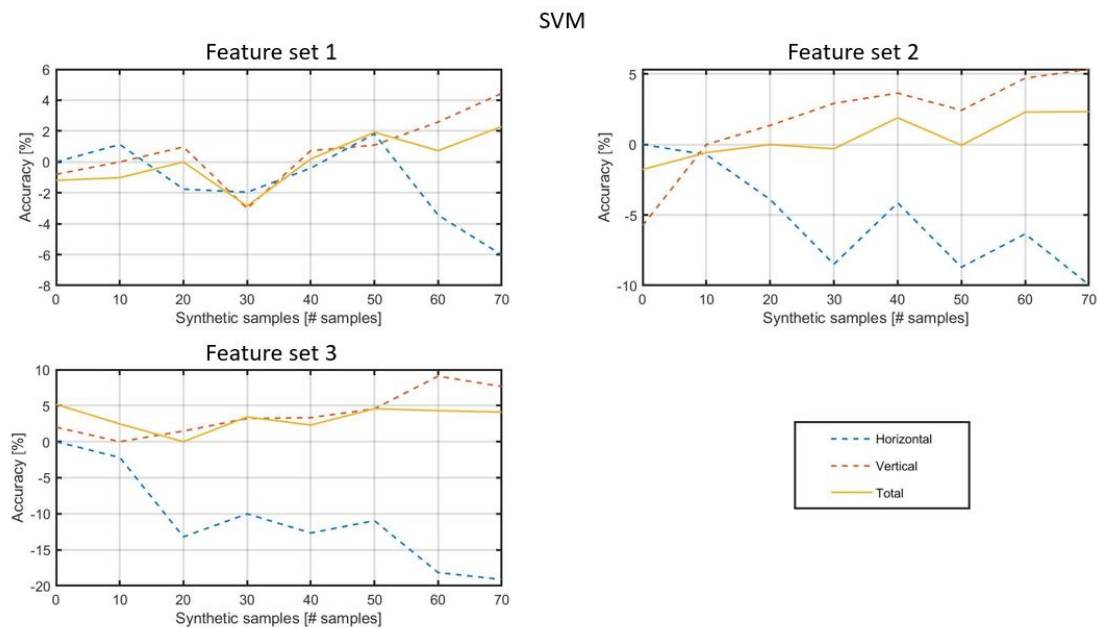 SVM
Feature set 1
6
4
2
0
-2
-4
-6
-8
Accuracy [%]
0 10 20 30 40 50 60 70
Synthetic samples [# samples]
Feature set 2
5
0
-5
-10
Accuracy [%]
0 10 20 30 40 50 60 70
Synthetic samples [# samples]
Feature set 3
10
5
0
-5
-10
-15
-20
Accuracy [%]
0 10 20 30 40 50 60 70
Synthetic samples [# samples]
Horizontal
Vertical
Total